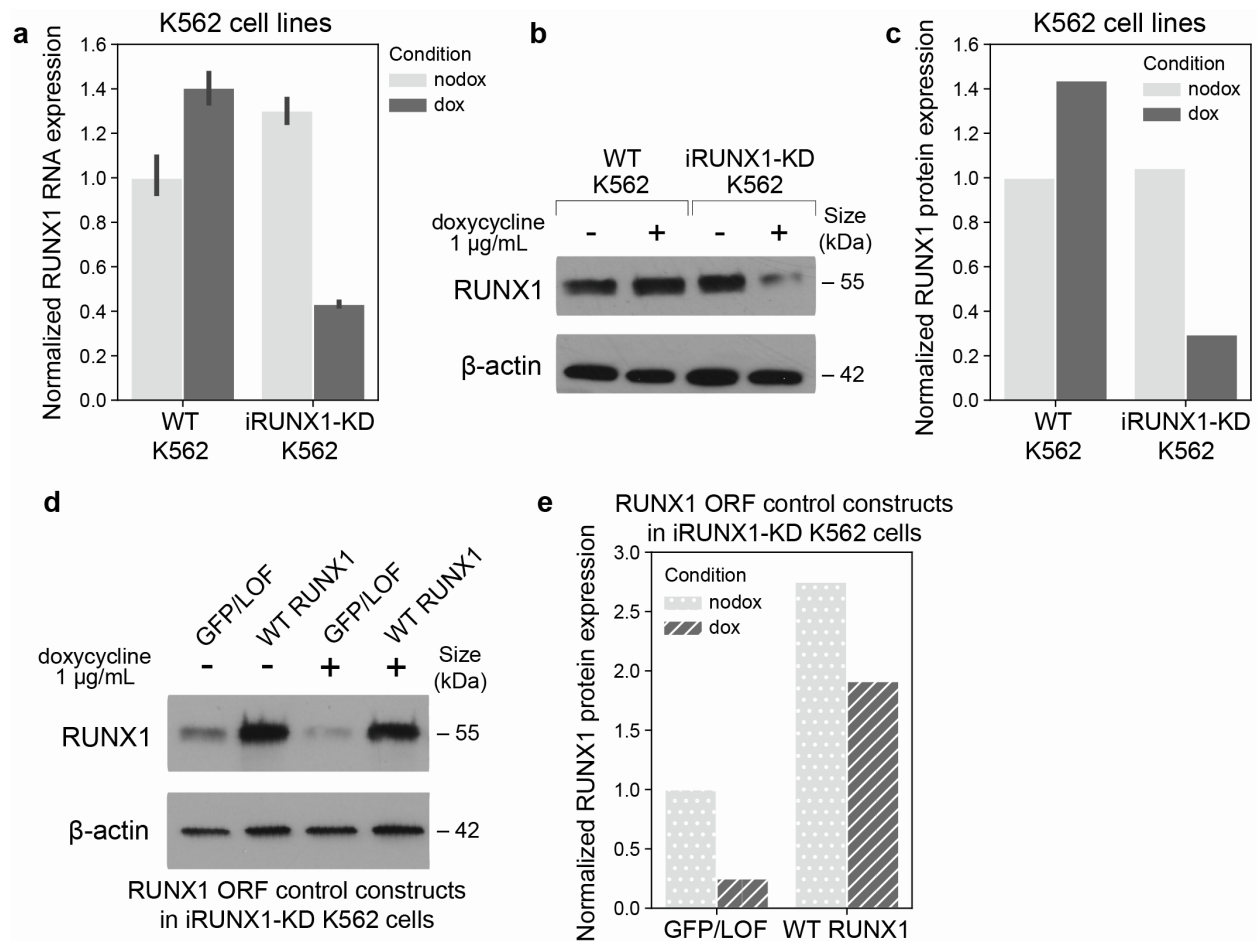 a
K562 cell lines
Normalized RUNX1 RNA expression
1.6
1.4
1.2
1.0
0.8
0.6
0.4
0.2
0.0
WT
K562
iRUNX1-KD
K562
Condition
nodox
dox
b
WT
K562
iRUNX1-KD
K562
doxycycline
1 µg/mL
- + - +
Size
(kDa)
RUNX1
– 55
β-actin
– 42
c
K562 cell lines
Normalized RUNX1 protein expression
1.6
1.4
1.2
1.0
0.8
0.6
0.4
0.2
0.0
Condition
nodox
dox
WT
K562
iRUNX1-KD
K562
d
GFP/LOF
WT RUNX1
GFP/LOF
WT RUNX1
doxycycline
1 µg/mL
- - + +
Size
(kDa)
RUNX1
– 55
β-actin
– 42
RUNX1 ORF control constructs
in iRUNX1-KD K562 cells
e
RUNX1 ORF control constructs
in iRUNX1-KD K562 cells
Normalized RUNX1 protein expression
3.0
2.5
2.0
1.5
1.0
0.5
0.0
Condition
nodox
dox
GFP/LOF
WT RUNX1